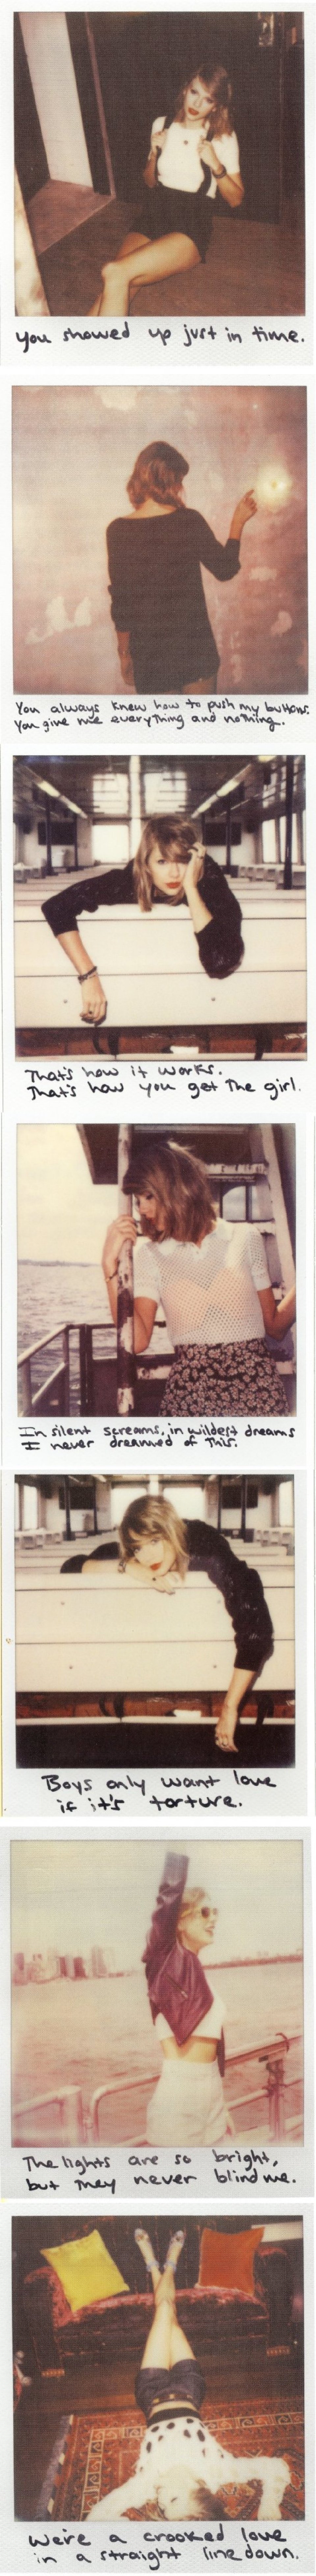 you showed up just in time.
You always knew how to push my buttons.
You give me everything and nothing.
That's how it works.
That's how you get the girl.
In silent screams, in wildest dreams
I never dreamed of this.
Boys only want love
if it's torture.
The lights are so bright,
but they never blind me.
We're a crooked love
in a straight line down.